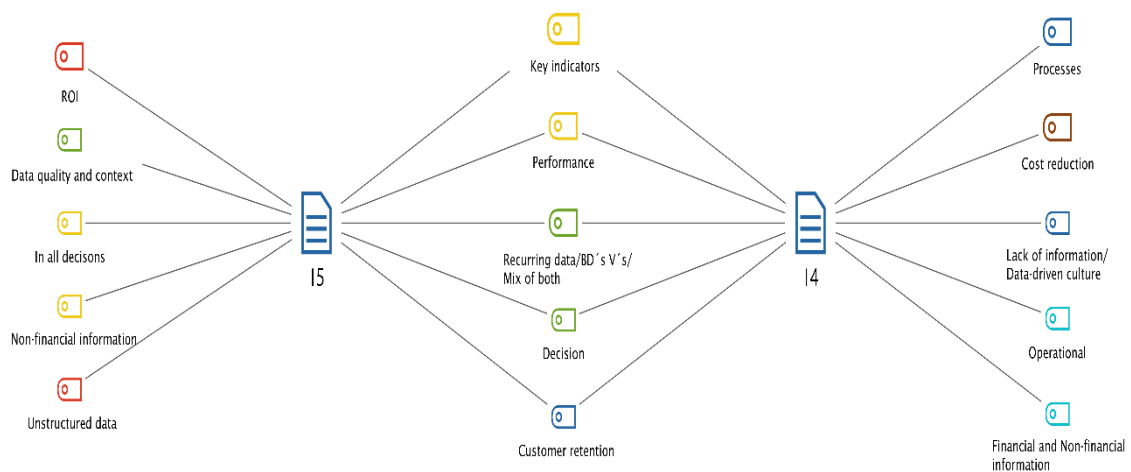 ROI
Data quality and context
In all decisons
Non-financial information
Unstructured data
I5
Key indicators
Performance
Recurring data/BD´s V´s/
Mix of both
Decision
Customer retention
I4
Processes
Cost reduction
Lack of information/
Data-driven culture
Operational
Financial and Non-financial
information